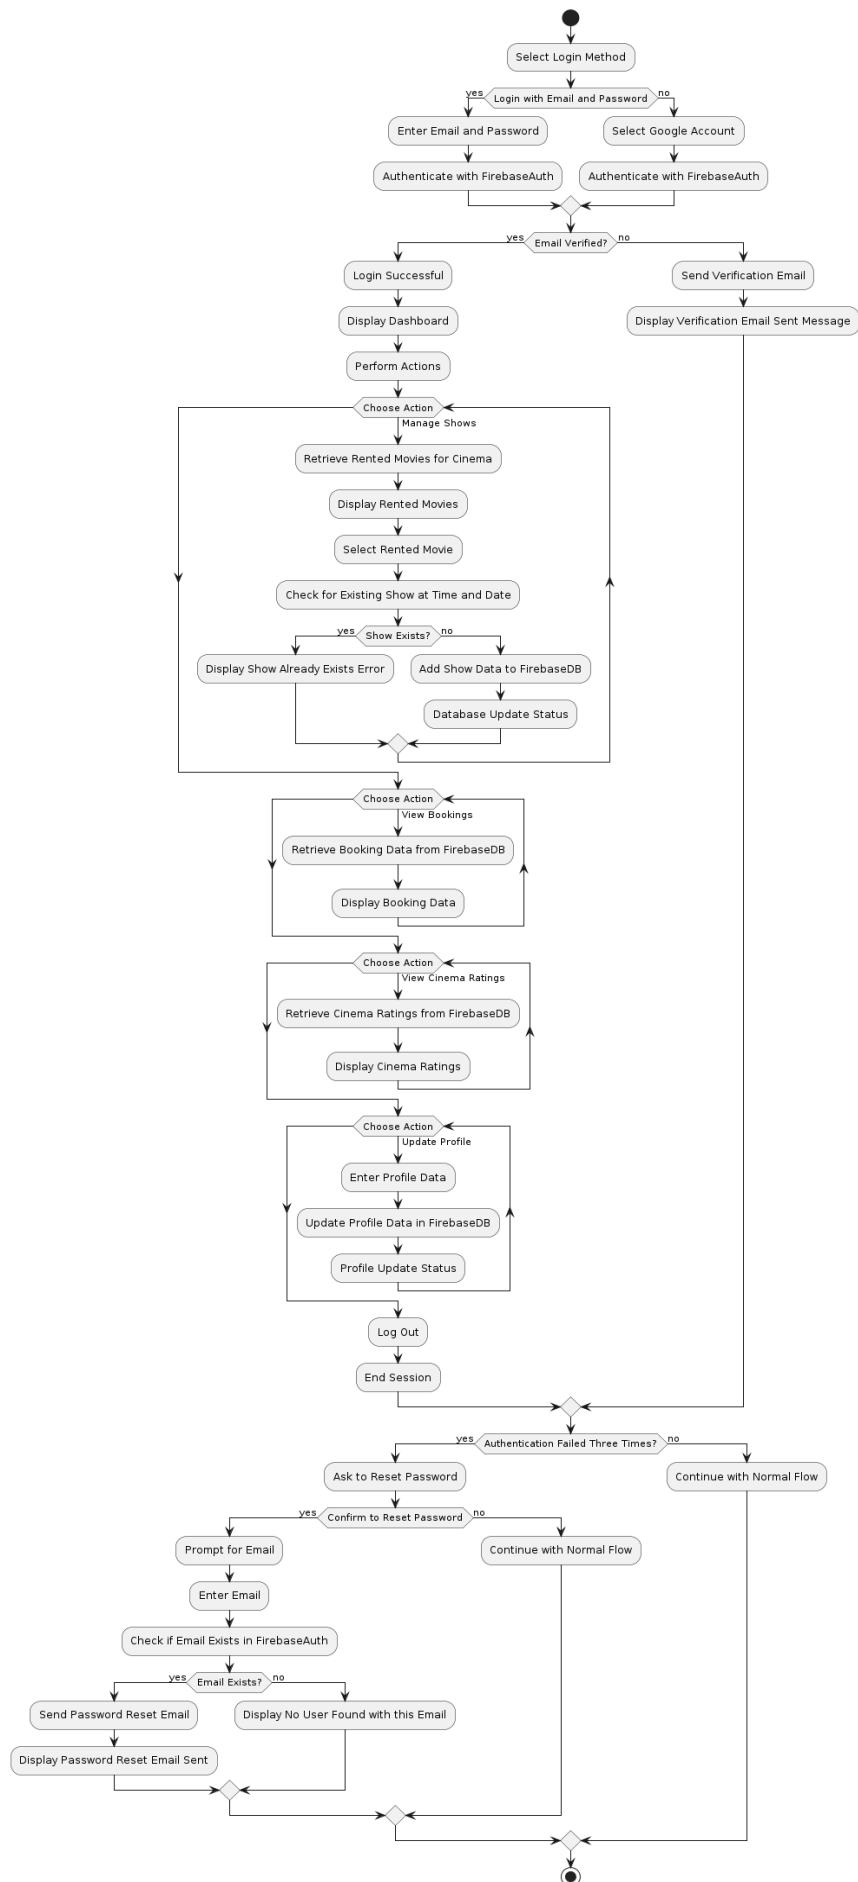 Select Login Method
yes
Login with Email and Password
no
Enter Email and Password
Select Google Account
Authenticate with FirebaseAuth
Authenticate with FirebaseAuth
yes
Email Verified?
no
Login Successful
Send Verification Email
Display Dashboard
Display Verification Email Sent Message
Perform Actions
Choose Action
Manage Shows
Retrieve Rented Movies for Cinema
Display Rented Movies
Select Rented Movie
Check for Existing Show at Time and Date
yes
Show Exists?
no
Display Show Already Exists Error
Add Show Data to FirebaseDB
Database Update Status
Choose Action
View Bookings
Retrieve Booking Data from FirebaseDB
Display Booking Data
Choose Action
View Cinema Ratings
Retrieve Cinema Ratings from FirebaseDB
Display Cinema Ratings
Choose Action
Update Profile
Enter Profile Data
Update Profile Data in FirebaseDB
Profile Update Status
Log Out
End Session
yes
Authentication Failed Three Times?
no
Ask to Reset Password
Continue with Normal Flow
yes
Confirm to Reset Password
no
Prompt for Email
Continue with Normal Flow
Enter Email
Check if Email Exists in FirebaseAuth
yes
Email Exists?
no
Send Password Reset Email
Display No User Found with this Email
Display Password Reset Email Sent